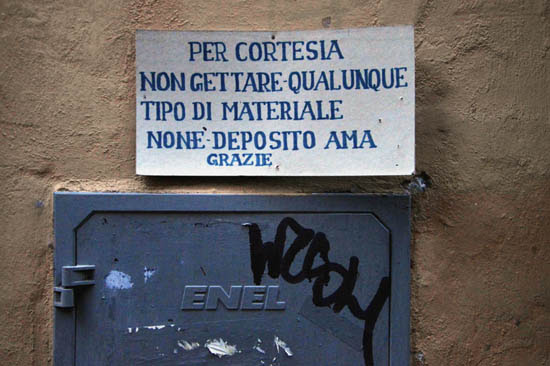 PER CORTESIA
NON GETTARE-QUALUNQUE
TIPO DI MATERIALE
NONE-DEPOSITO AMA
GRAZIE
ENEL